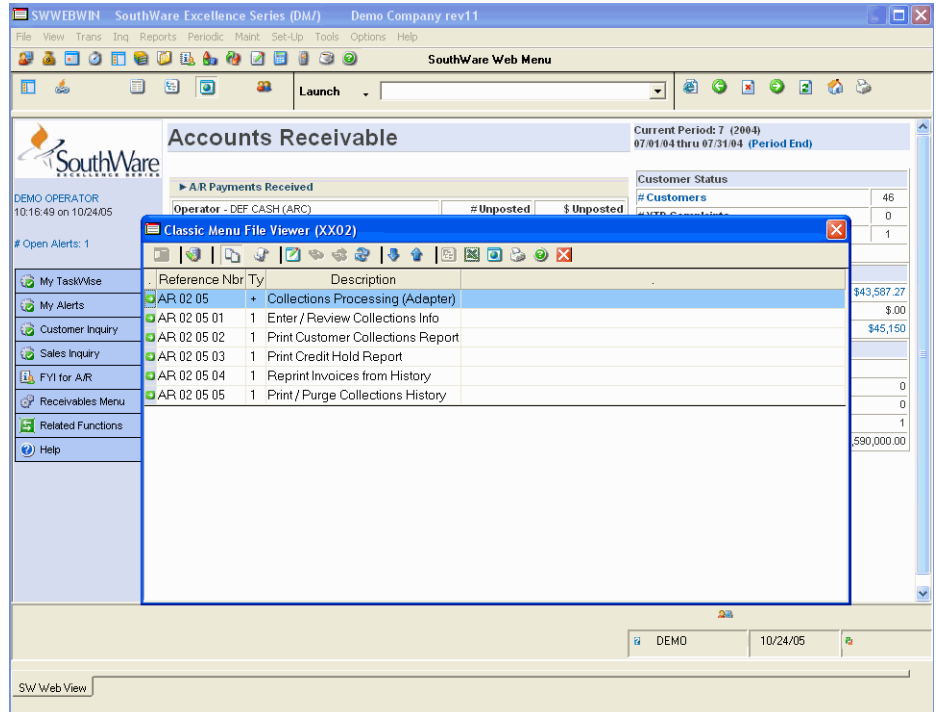 SWWEBWIN SouthWare Excellence Series (DM/) Demo Company rev11
File View Trans Inq Reports Periodic Maint Set-Up Tools Options Help
SouthWare Web Menu
Launch
SouthWare
EXCELLENCE SERIES
DEMO OPERATOR
10:16:49 on 10/24/05
# Open Alerts: 1
My TaskWise
My Alerts
Customer Inquiry
Sales Inquiry
FYI for A/R
Receivables Menu
Related Functions
Help
Accounts Receivable
Current Period: 7 (2004)
07/01/04 thru 07/31/04 (Period End)
A/R Payments Received
Operator - DEF CASH (ARC) # Unposted $ Unposted
Customer Status
# Customers 46
# YTD Complaints 0
1
$43,587.27
$.00
$45,150
0
0
1
,590,000.00
Classic Menu File Viewer (XX02)
. Reference Nbr Ty Description .
AR 02 05 + Collections Processing (Adapter)
AR 02 05 01 1 Enter / Review Collections Info
AR 02 05 02 1 Print Customer Collections Report
AR 02 05 03 1 Print Credit Hold Report
AR 02 05 04 1 Reprint Invoices from History
AR 02 05 05 1 Print / Purge Collections History
DEMO 10/24/05
SW Web View